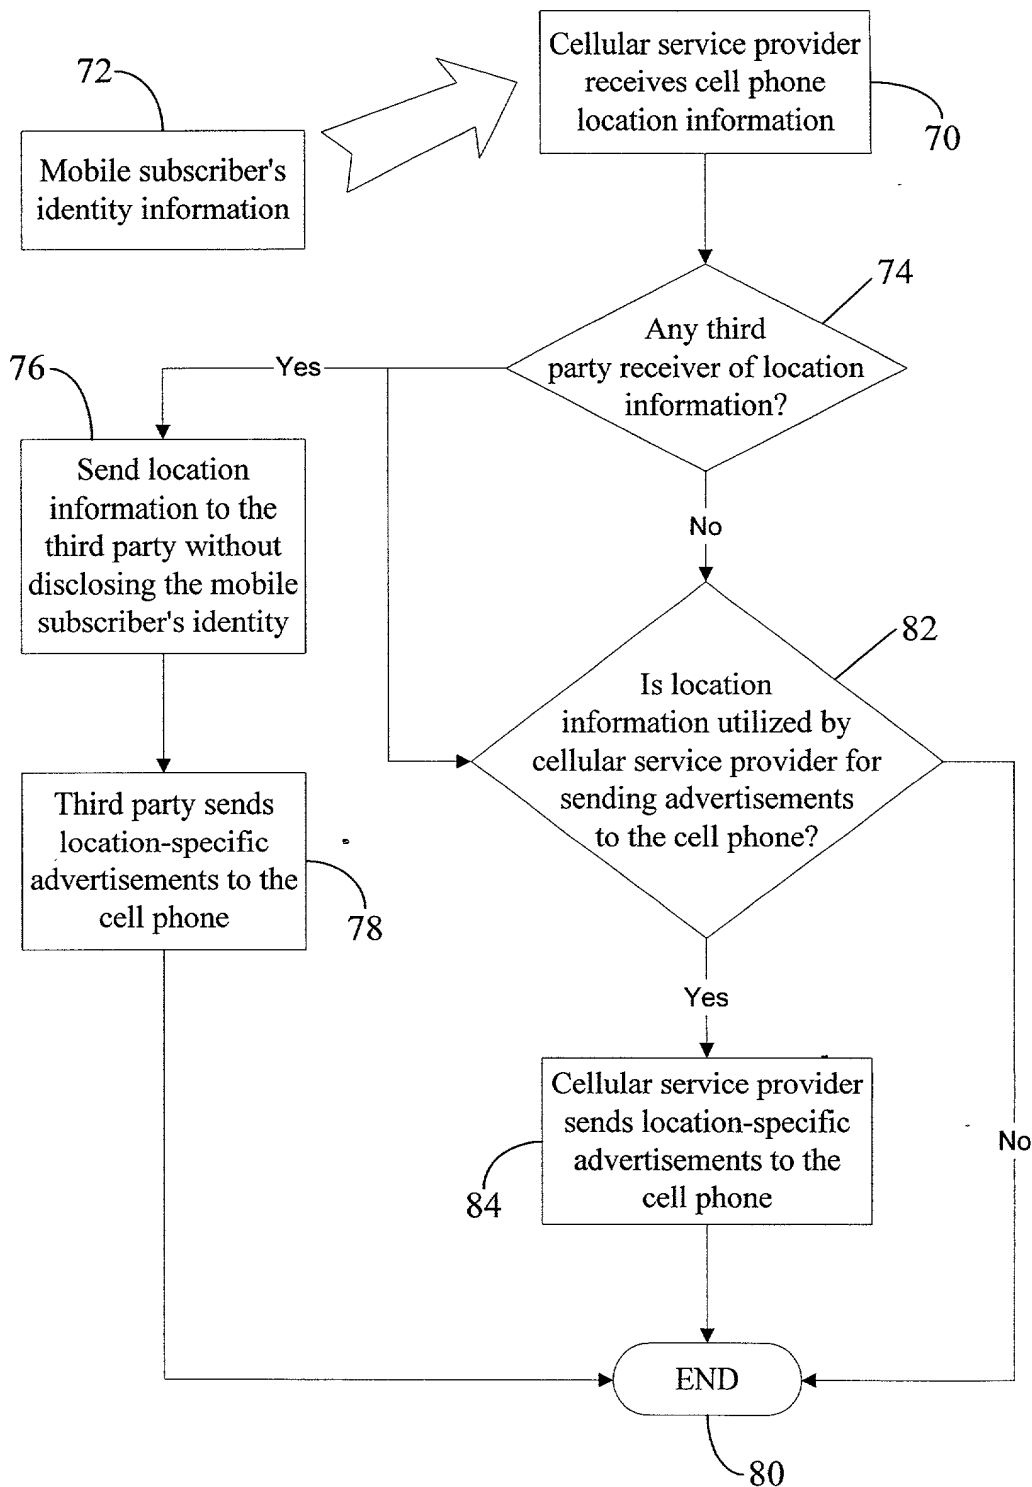 Cellular service provider
receives cell phone
location information
70
72
Mobile subscriber's
identity information
74
Any third
party receiver of location
information?
Yes
76
Send location
information to the
third party without
disclosing the mobile
subscriber's identity
No
82
Is location
information utilized by
cellular service provider for
sending advertisements
to the cell phone?
Third party sends
location-specific
advertisements to the
cell phone
78
Yes
Cellular service provider
sends location-specific
advertisements to the
cell phone
84
No
END
80